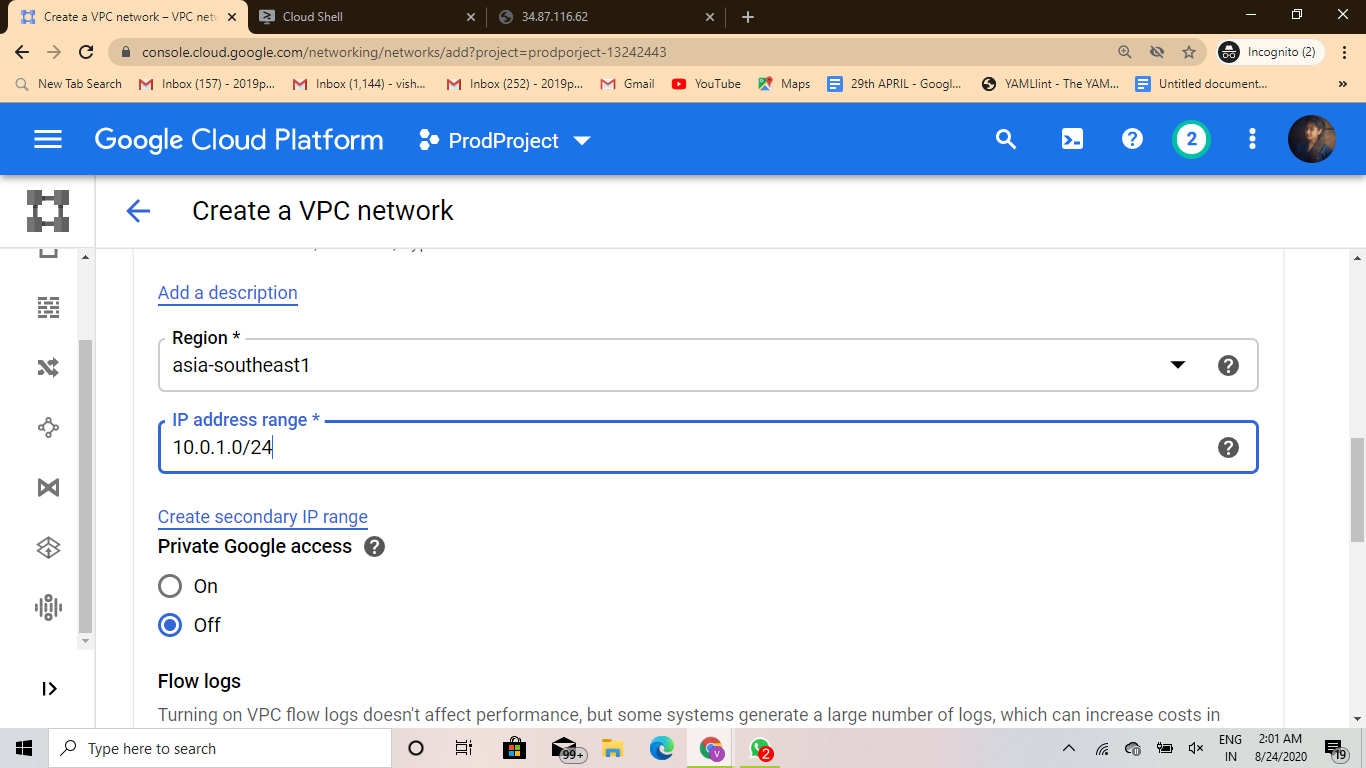 Create a VPC network – VPC netw
Cloud Shell
34.87.116.62
console.cloud.google.com/networking/networks/add?project=prodporject-13242443
Incognito (2)
New Tab Search
Inbox (157) - 2019p...
Inbox (1,144) - vish...
Inbox (252) - 2019p...
Gmail
YouTube
Maps
29th APRIL - Googl...
YAMLlint - The YAM...
Untitled document...
»
Google Cloud Platform
ProdProject
2
Create a VPC network
Add a description
Region *
asia-southeast1
IP address range *
10.0.1.0/24
Create secondary IP range
Private Google access
On
Off
Flow logs
Turning on VPC flow logs doesn't affect performance, but some systems generate a large number of logs, which can increase costs in
Type here to search
99+
V
2
ENG
IN
2:01 AM
8/24/2020
19